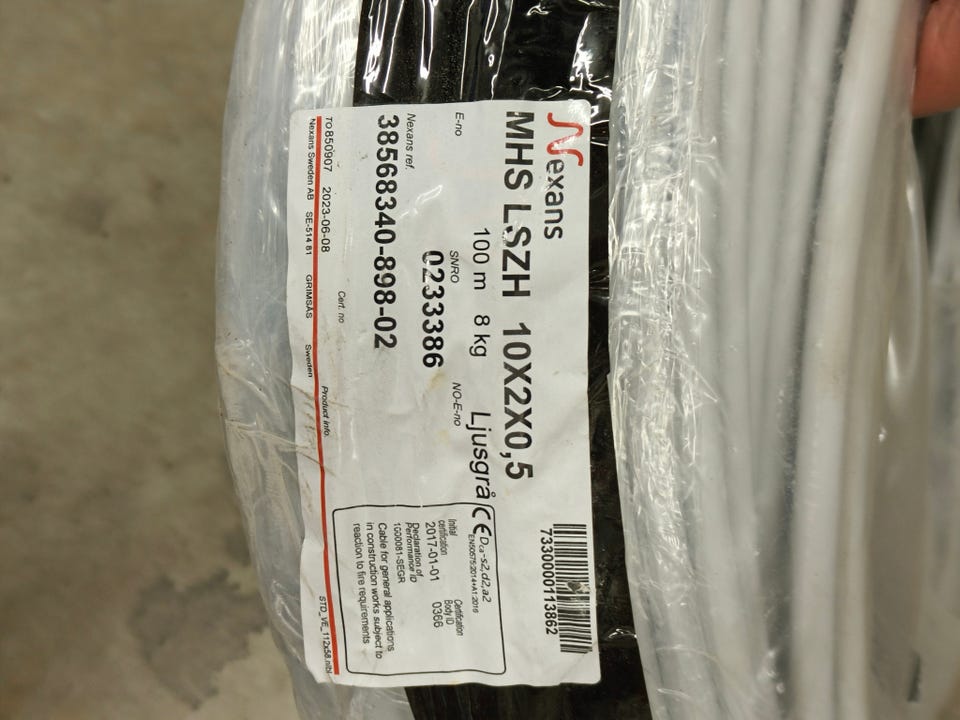 Nexans
MHS LSZH 10X2X0,5
100 m 8 kg Ljusgrå
E-no SNRO NO-E-no
0233386
Nexans ref.
38568340-898-02
Cert. no Product info.
TO850907 2023-06-08
Nexans Sweden AB SE-514 81 GRIMSÅS Sweden
STD_VE_112x58.nlbl
7330000113862
CE Dca-s2,d2,a2
EN50575:2014+A1:2016
Initial certification
2017-01-01
Certification Body ID
0366
Declaration of Performance ID
1000081-SEGR
Cable for general applications
in construction works subject to
reaction to fire requirements